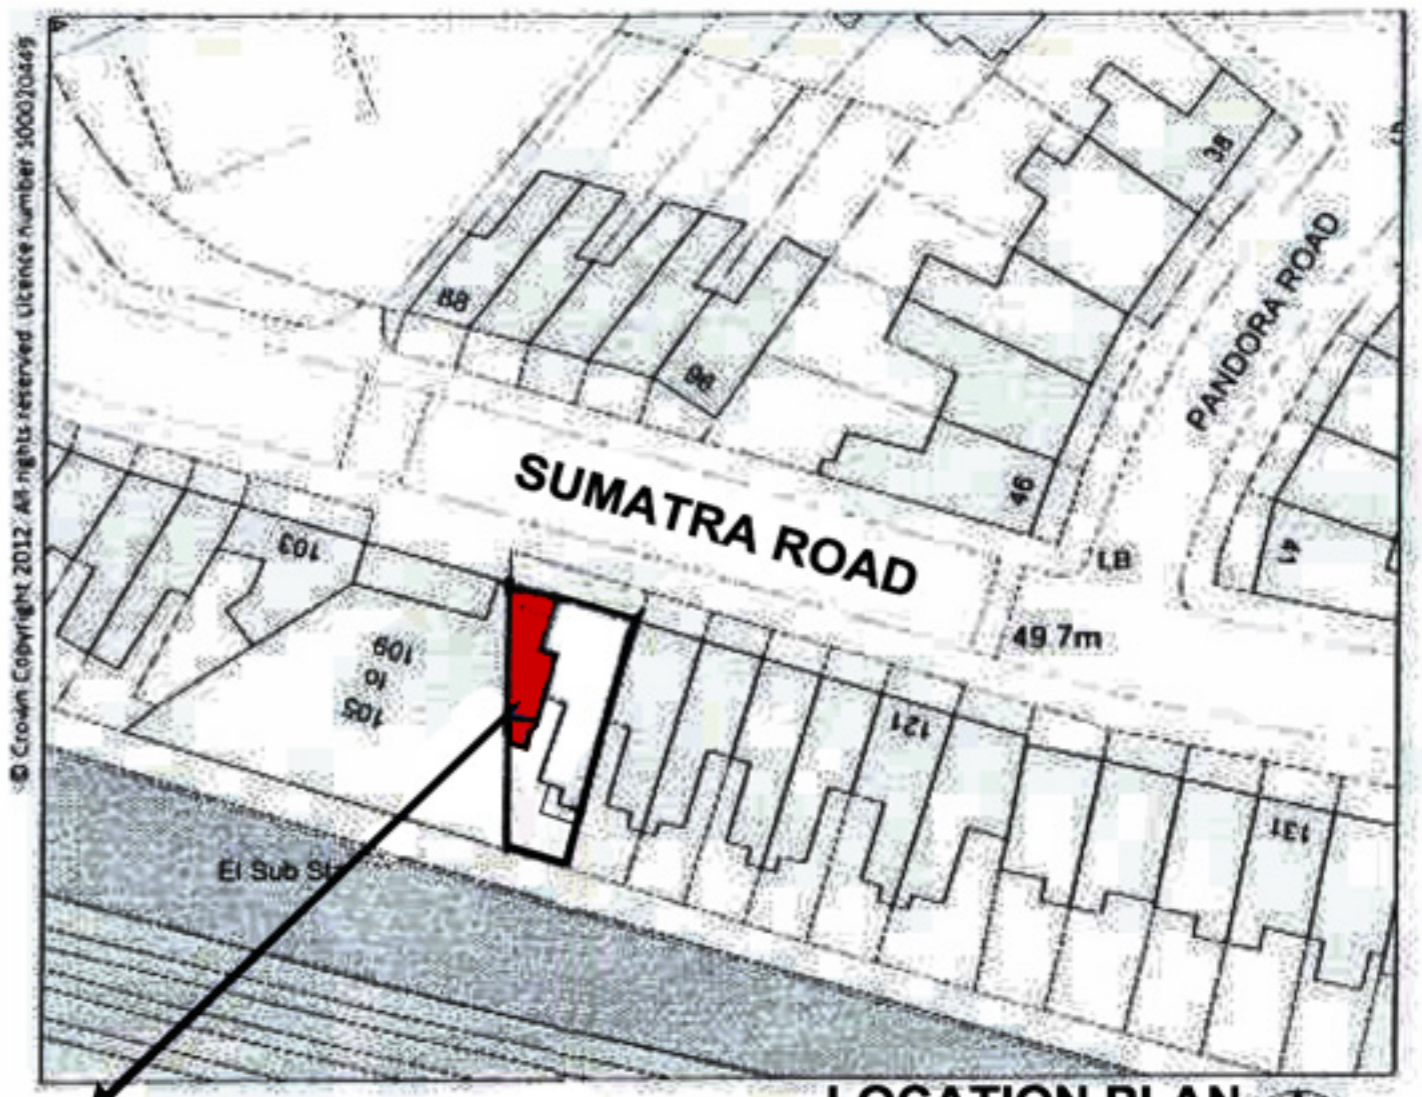 © Crown Copyright 2012. All rights reserved. Licence number 100020449
38
PANDORA ROAD
88
98
46
SUMATRA ROAD
103
41
LB
49.7m
105
to
109
121
131
El Sub Sta
LOCATION PLAN